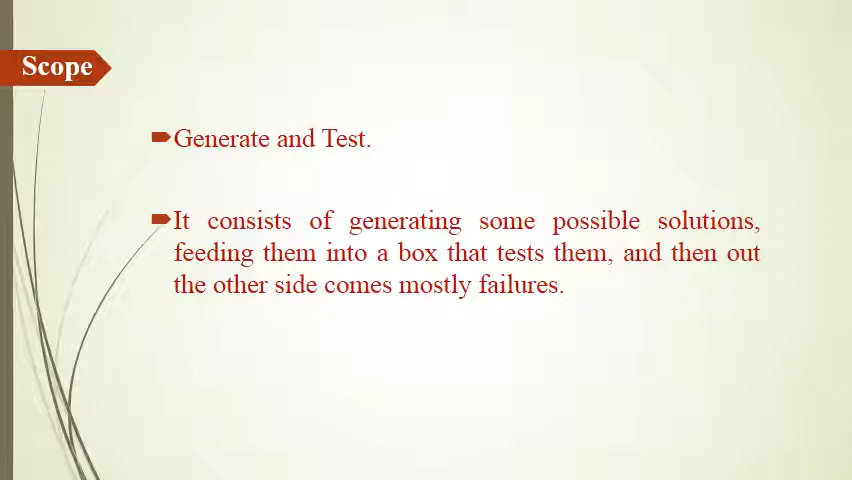 Scope
Generate and Test.
It consists of generating some possible solutions,
feeding them into a box that tests them, and then out
the other side comes mostly failures.